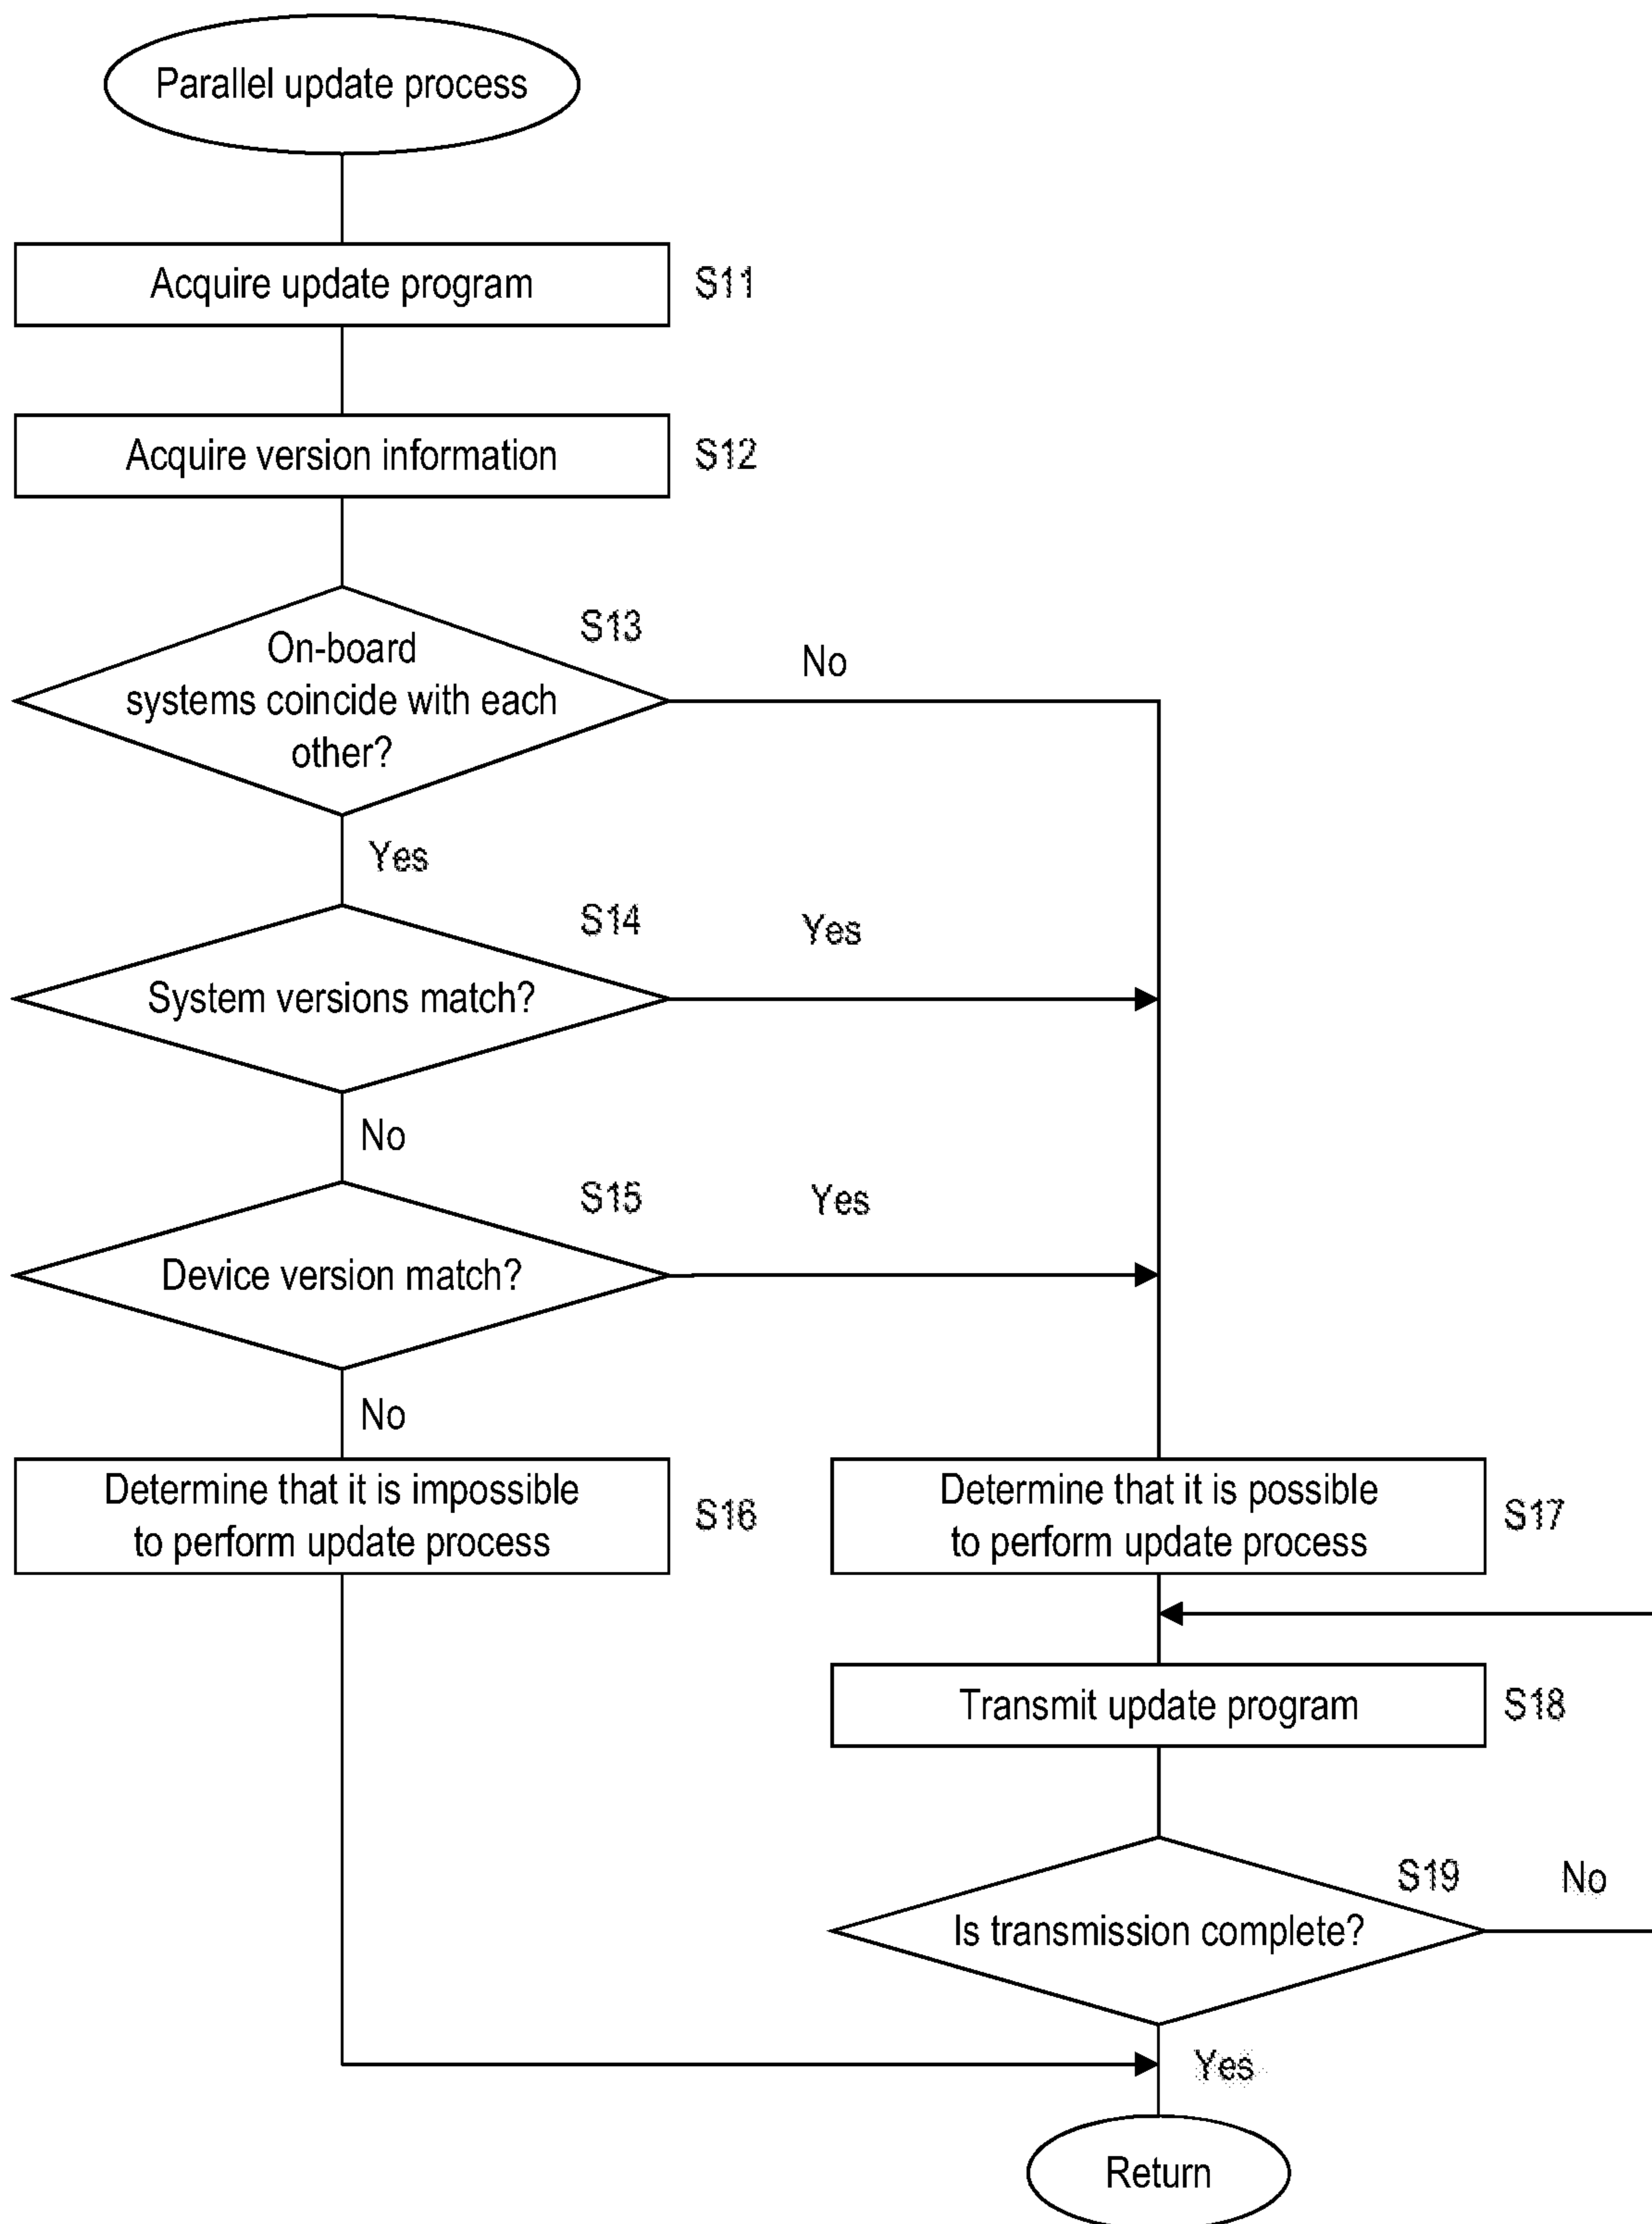 Parallel update process
Acquire update program
S11
Acquire version information
S12
On-board
systems coincide with each
other?
S13
No
Yes
System versions match?
S14
Yes
No
Device version match?
S15
Yes
No
Determine that it is impossible
to perform update process
S16
Determine that it is possible
to perform update process
S17
Transmit update program
S18
Is transmission complete?
S19
No
Yes
Return